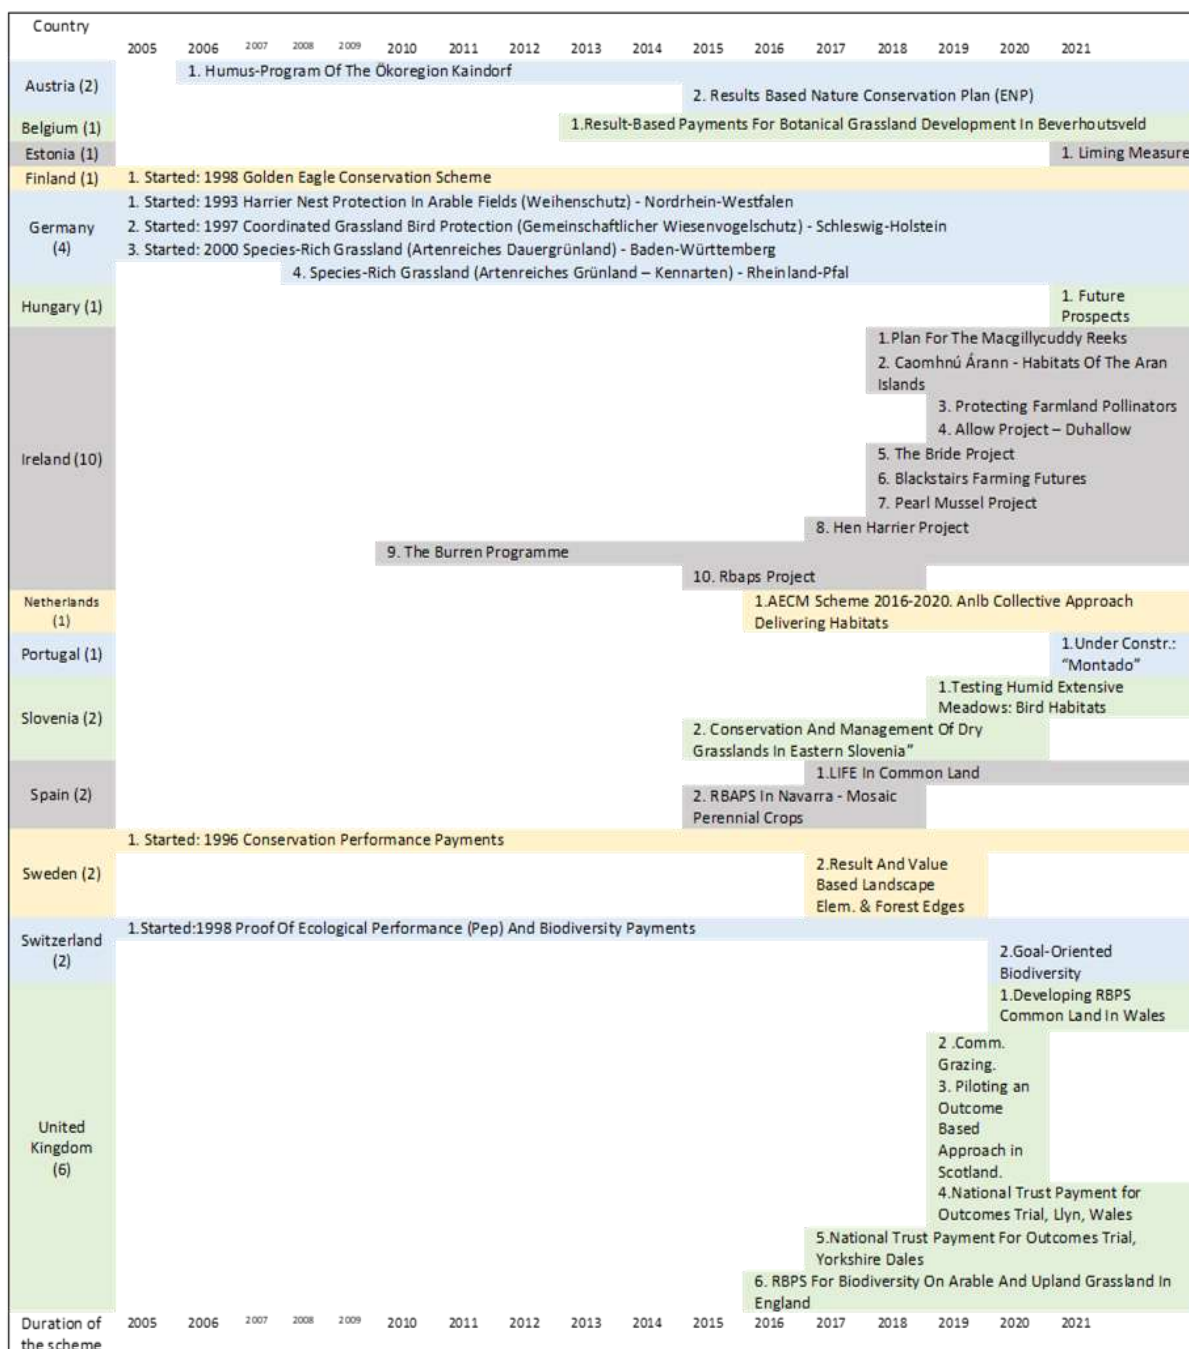 Country
2005 2006 2007 2008 2009 2010 2011 2012 2013 2014 2015 2016 2017 2018 2019 2020 2021
Austria (2)
1. Humus-Program Of The Ökoregion Kaindorf
2. Results Based Nature Conservation Plan (ENP)
Belgium (1)
1.Result-Based Payments For Botanical Grassland Development In Beverhoutsveld
Estonia (1)
1. Liming Measure
Finland (1)
1. Started: 1998 Golden Eagle Conservation Scheme
Germany
(4)
1. Started: 1993 Harrier Nest Protection In Arable Fields (Weihenschutz) - Nordrhein-Westfalen
2. Started: 1997 Coordinated Grassland Bird Protection (Gemeinschaftlicher Wiesenvogelschutz) - Schleswig-Holstein
3. Started: 2000 Species-Rich Grassland (Artenreiches Dauergrünland) - Baden-Württemberg
4. Species-Rich Grassland (Artenreiches Grünland – Kennarten) - Rheinland-Pfal
Hungary (1)
1. Future
Prospects
Ireland (10)
1.Plan For The Macgillycuddy Reeks
2. Caomhnú Árann - Habitats Of The Aran
Islands
3. Protecting Farmland Pollinators
4. Allow Project – Duhallow
5. The Bride Project
6. Blackstairs Farming Futures
7. Pearl Mussel Project
8. Hen Harrier Project
9. The Burren Programme
10. Rbaps Project
Netherlands
(1)
1.AECM Scheme 2016-2020. Anlb Collective Approach
Delivering Habitats
Portugal (1)
1.Under Constr.:
“Montado”
Slovenia (2)
1.Testing Humid Extensive
Meadows: Bird Habitats
2. Conservation And Management Of Dry
Grasslands In Eastern Slovenia”
Spain (2)
1.LIFE In Common Land
2. RBAPS In Navarra - Mosaic
Perennial Crops
Sweden (2)
1. Started: 1996 Conservation Performance Payments
2.Result And Value
Based Landscape
Elem. & Forest Edges
Switzerland
(2)
1.Started:1998 Proof Of Ecological Performance (Pep) And Biodiversity Payments
2.Goal-Oriented
Biodiversity
United
Kingdom
(6)
1.Developing RBPS
Common Land In Wales
2 .Comm.
Grazing.
3. Piloting an
Outcome
Based
Approach in
Scotland.
4.National Trust Payment for
Outcomes Trial, Llyn, Wales
5.National Trust Payment For Outcomes Trial,
Yorkshire Dales
6. RBPS For Biodiversity On Arable And Upland Grassland In
England
Duration of
the scheme
2005 2006 2007 2008 2009 2010 2011 2012 2013 2014 2015 2016 2017 2018 2019 2020 2021